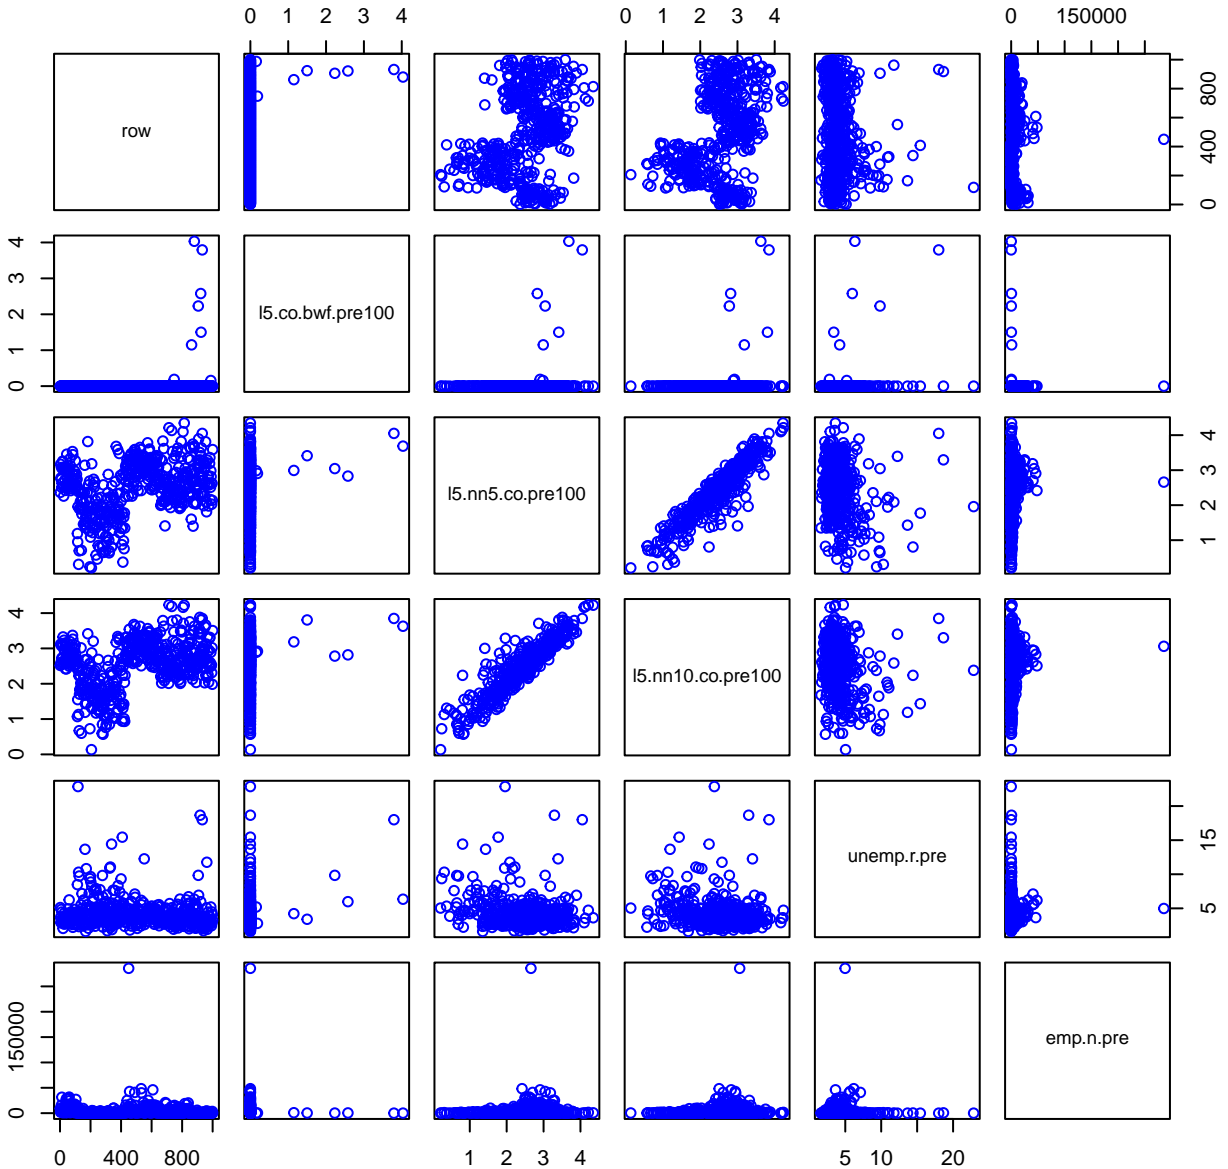 0 1 2 3 4 0 1 2 3 4 0 150000
row
0 400 800
0 1 2 3 4
l5.co.bwf.pre100
l5.nn5.co.pre100
1 2 3 4
0 1 2 3 4
l5.nn10.co.pre100
unemp.r.pre
5 15
0 150000
emp.n.pre
0 400 800 1 2 3 4 5 10 20